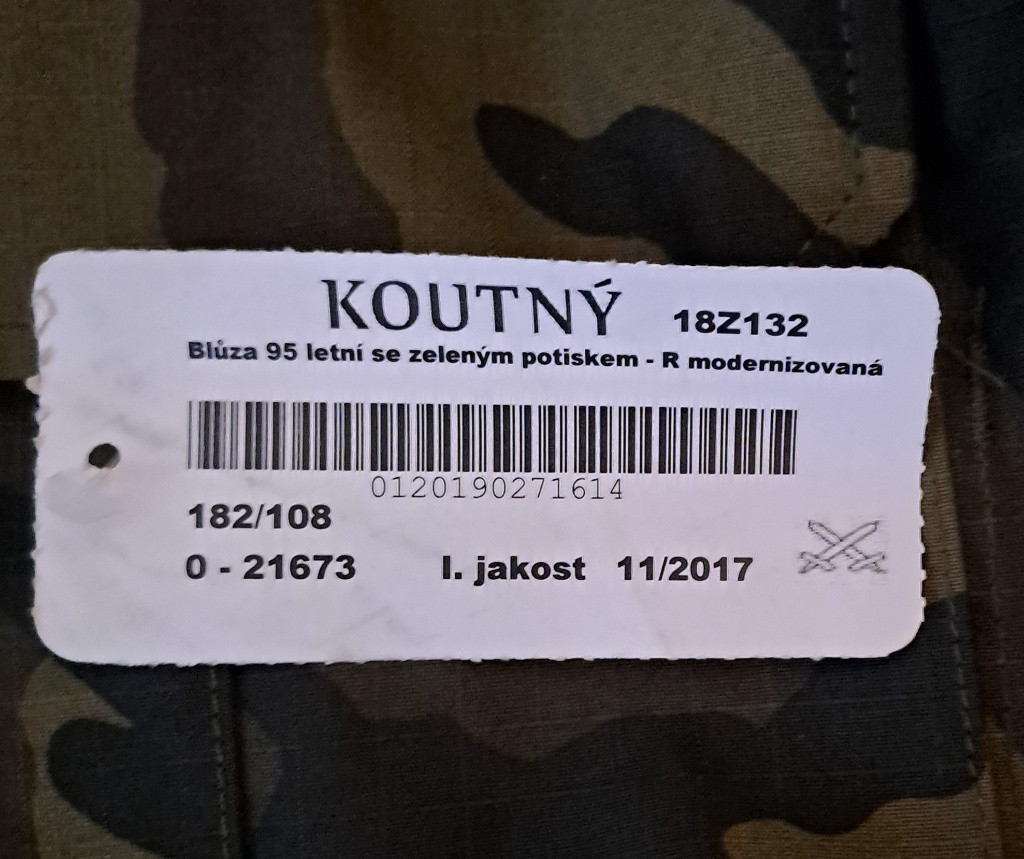 KOUTNÝ 18Z132
Blůza 95 letní se zeleným potiskem - R modernizovaná
0120190271614
182/108
0 - 21673 I. jakost 11/2017